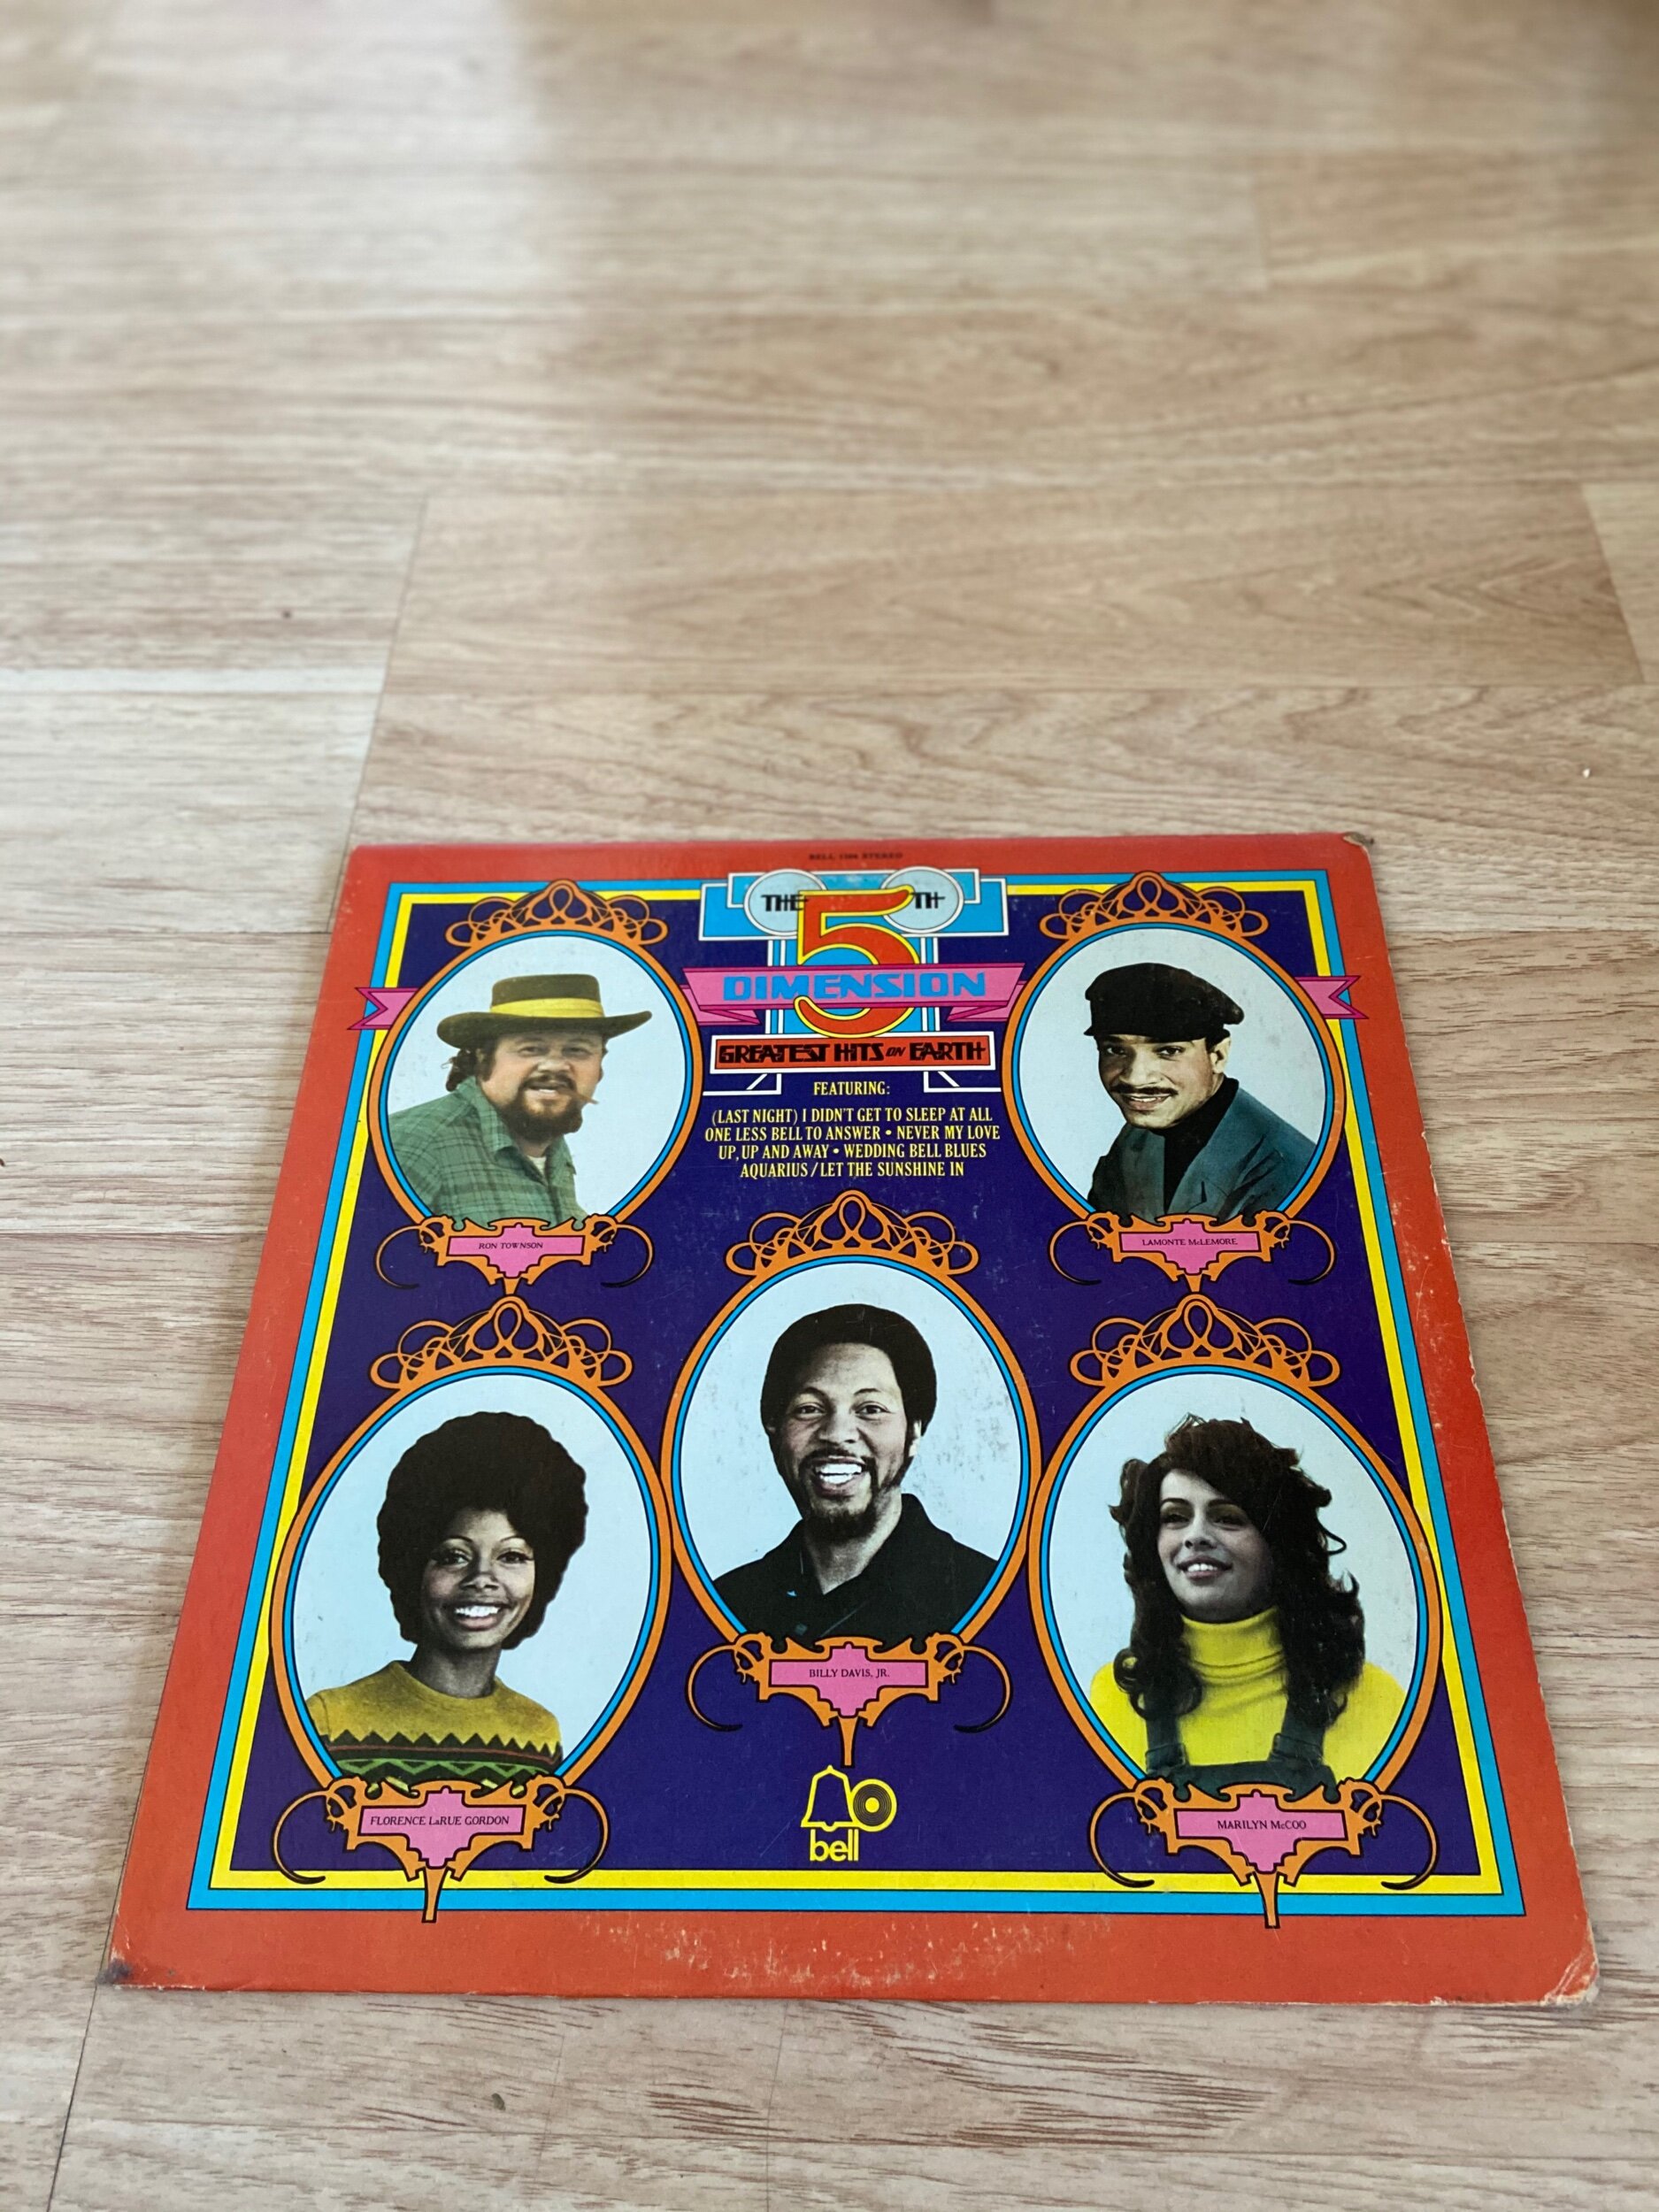 BELL 1106 STEREO
THE 5TH
DIMENSION
GREATEST HITS ON EARTH
FEATURING:
(LAST NIGHT) I DIDN'T GET TO SLEEP AT ALL
ONE LESS BELL TO ANSWER • NEVER MY LOVE
UP, UP AND AWAY • WEDDING BELL BLUES
AQUARIUS / LET THE SUNSHINE IN
RON TOWNSON
LAMONTE McLEMORE
BILLY DAVIS, JR.
FLORENCE LaRUE GORDON
MARILYN McCOO
bell